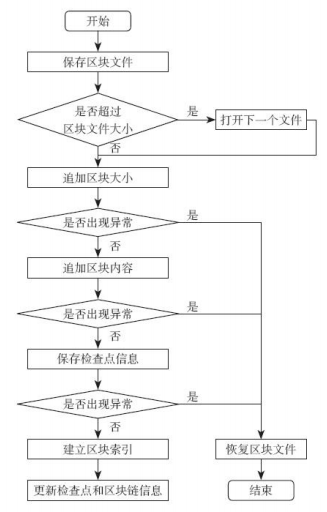 开始
保存区块文件
是否超过
区块文件大小
是
打开下一个文件
否
追加区块大小
是否出现异常
是
否
追加区块内容
是否出现异常
是
否
保存检查点信息
是否出现异常
是
否
建立区块索引
恢复区块文件
更新检查点和区块链信息
结束